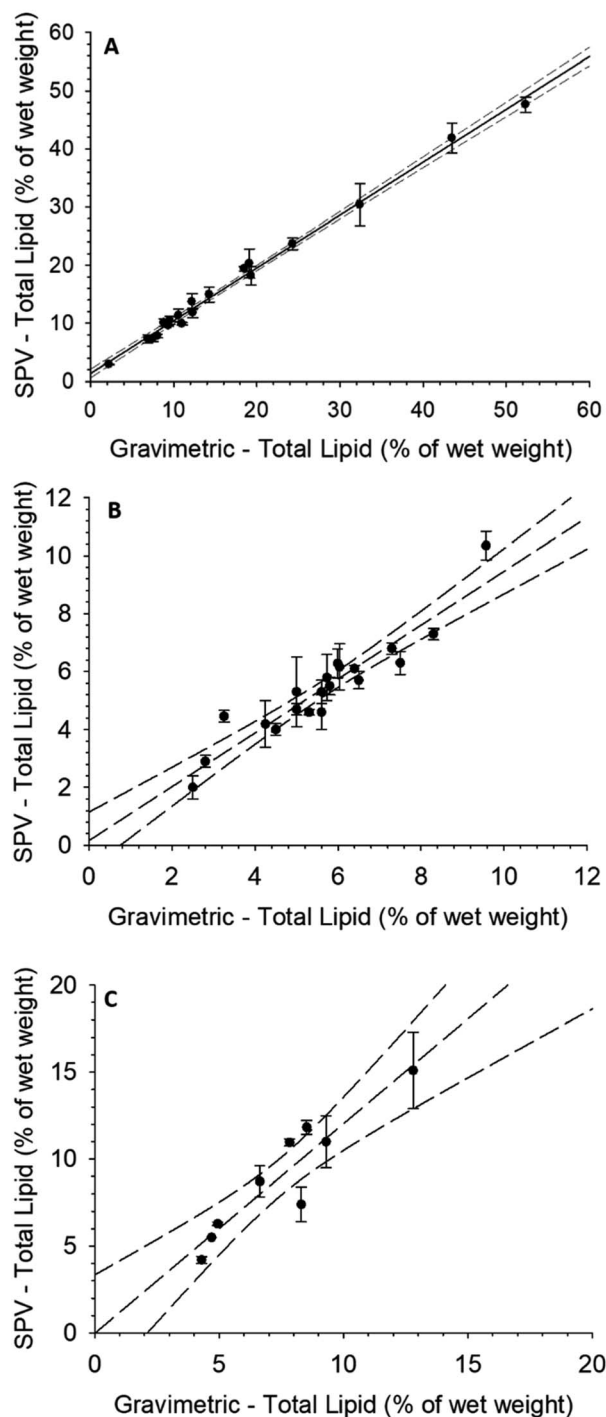 A
60
50
40
30
20
10
0
SPV - Total Lipid (% of wet weight)
0 10 20 30 40 50 60
Gravimetric - Total Lipid (% of wet weight)
B
12
10
8
6
4
2
0
SPV - Total Lipid (% of wet weight)
0 2 4 6 8 10 12
Gravimetric - Total Lipid (% of wet weight)
C
20
15
10
5
0
SPV - Total Lipid (% of wet weight)
0 5 10 15 20
Gravimetric - Total Lipid (% of wet weight)